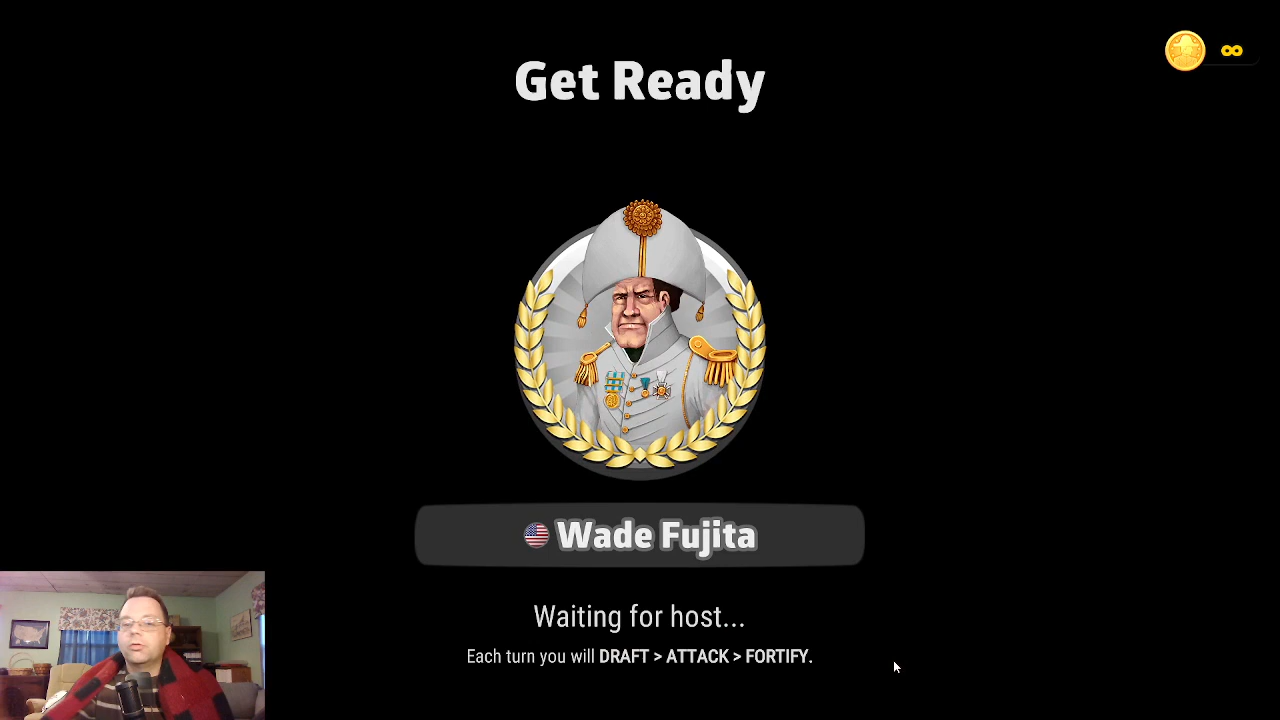 Get Ready
∞
Wade Fujita
Waiting for host...
Each turn you will DRAFT > ATTACK > FORTIFY.